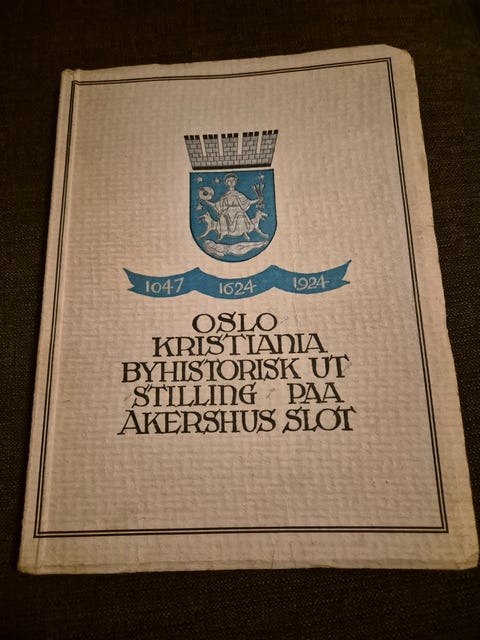 1047 1624 1924
OSLO
KRISTIANIA
BYHISTORISK UT
STILLING PAA
AKERSHUS SLOT